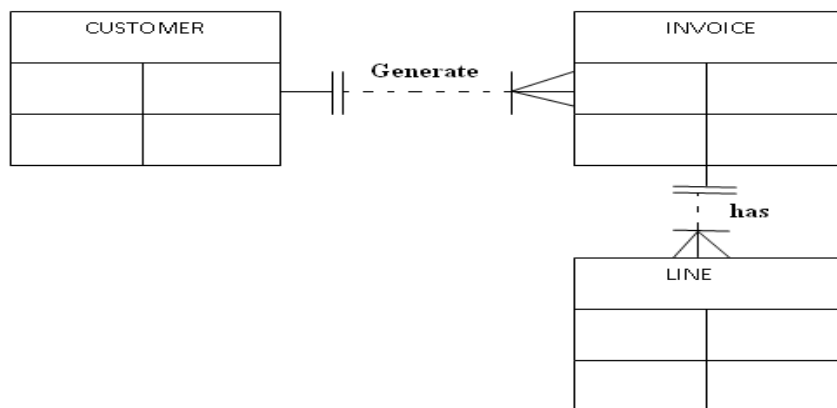 CUSTOMER
INVOICE
Generate
has
LINE